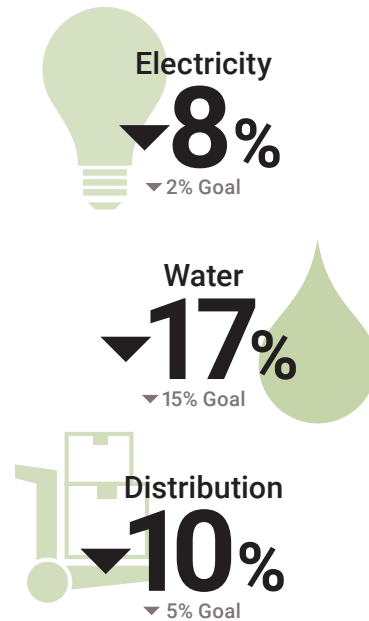 Electricity
▼8%
▼2% Goal
Water
▼17%
▼15% Goal
Distribution
▼10%
▼ 5% Goal